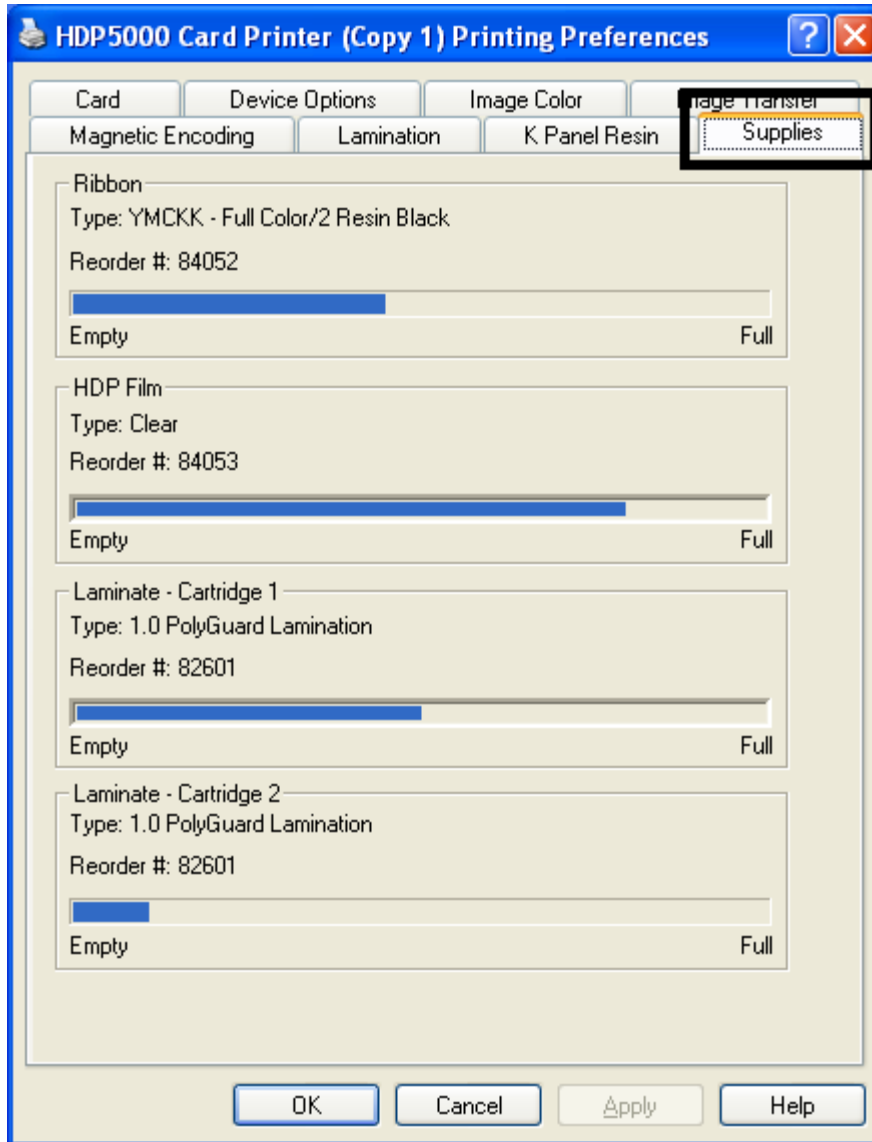 HDP5000 Card Printer (Copy 1) Printing Preferences
Card Device Options Image Color Image Transfer
Magnetic Encoding Lamination K Panel Resin Supplies
Ribbon
Type: YMCKK - Full Color/2 Resin Black
Reorder #: 84052
Empty Full
HDP Film
Type: Clear
Reorder #: 84053
Empty Full
Laminate - Cartridge 1
Type: 1.0 PolyGuard Lamination
Reorder #: 82601
Empty Full
Laminate - Cartridge 2
Type: 1.0 PolyGuard Lamination
Reorder #: 82601
Empty Full
OK Cancel Apply Help